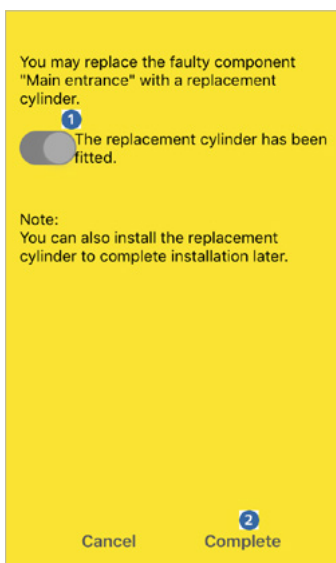 You may replace the faulty component
"Main entrance" with a replacement
cylinder.
1
The replacement cylinder has been
fitted.
Note:
You can also install the replacement
cylinder to complete installation later.
2
Cancel Complete